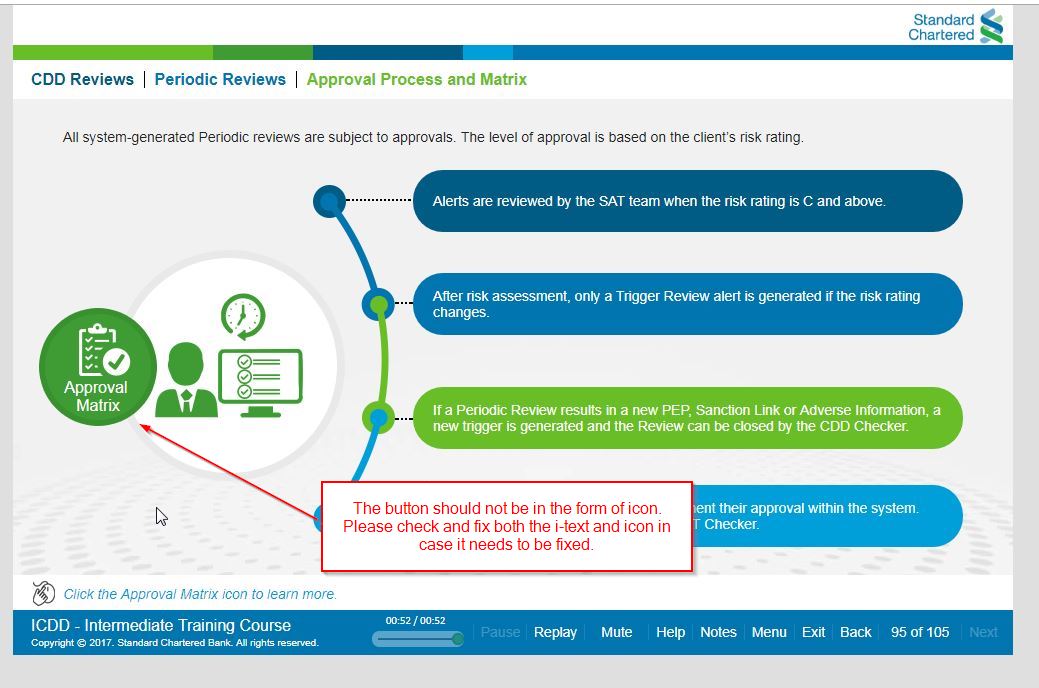 Standard
Chartered
CDD Reviews | Periodic Reviews | Approval Process and Matrix
All system-generated Periodic reviews are subject to approvals. The level of approval is based on the client's risk rating.
Alerts are reviewed by the SAT team when the risk rating is C and above.
After risk assessment, only a Trigger Review alert is generated if the risk rating
changes.
Approval
Matrix
If a Periodic Review results in a new PEP, Sanction Link or Adverse Information, a
new trigger is generated and the Review can be closed by the CDD Checker.
The button should not be in the form of icon.
Please check and fix both the i-text and icon in
case it needs to be fixed.
their approval within the system.
Checker.
Click the Approval Matrix icon to learn more.
ICDD - Intermediate Training Course
Copyright © 2017. Standard Chartered Bank. All rights reserved.
00:52 / 00:52
Pause Replay Mute Help Notes Menu Exit Back 95 of 105 Next